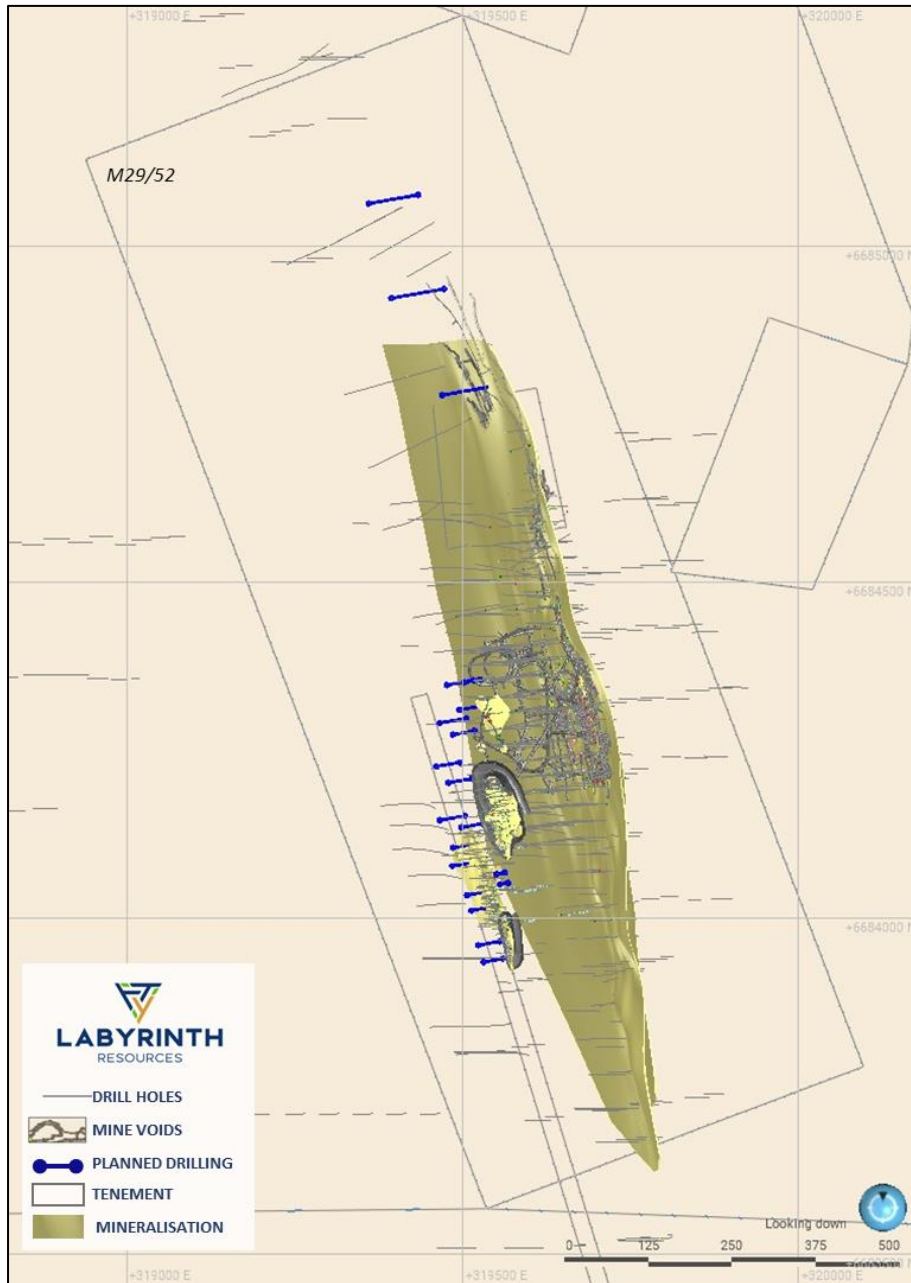 +319000 E
+319500 E
+320000 E
M29/52
+6685000 N
+6684500 N
+6684000 N
LABYRINTH
RESOURCES
DRILL HOLES
MINE VOIDS
PLANNED DRILLING
TENEMENT
MINERALISATION
Looking down
0 125 250 375 500
+6683500 N
+319000 E
+319500 E
+320000 E